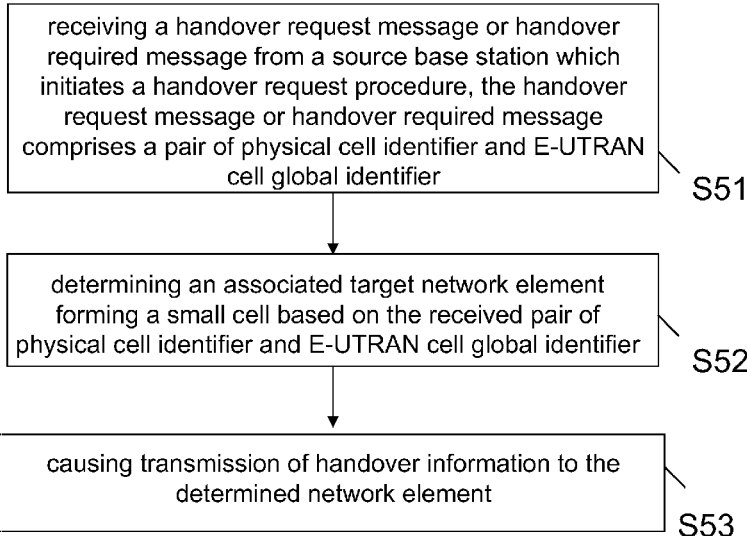 receiving a handover request message or handover
required message from a source base station which
initiates a handover request procedure, the handover
request message or handover required message
comprises a pair of physical cell identifier and E-UTRAN
cell global identifier
S51
determining an associated target network element
forming a small cell based on the received pair of
physical cell identifier and E-UTRAN cell global identifier
S52
causing transmission of handover information to the
determined network element
S53